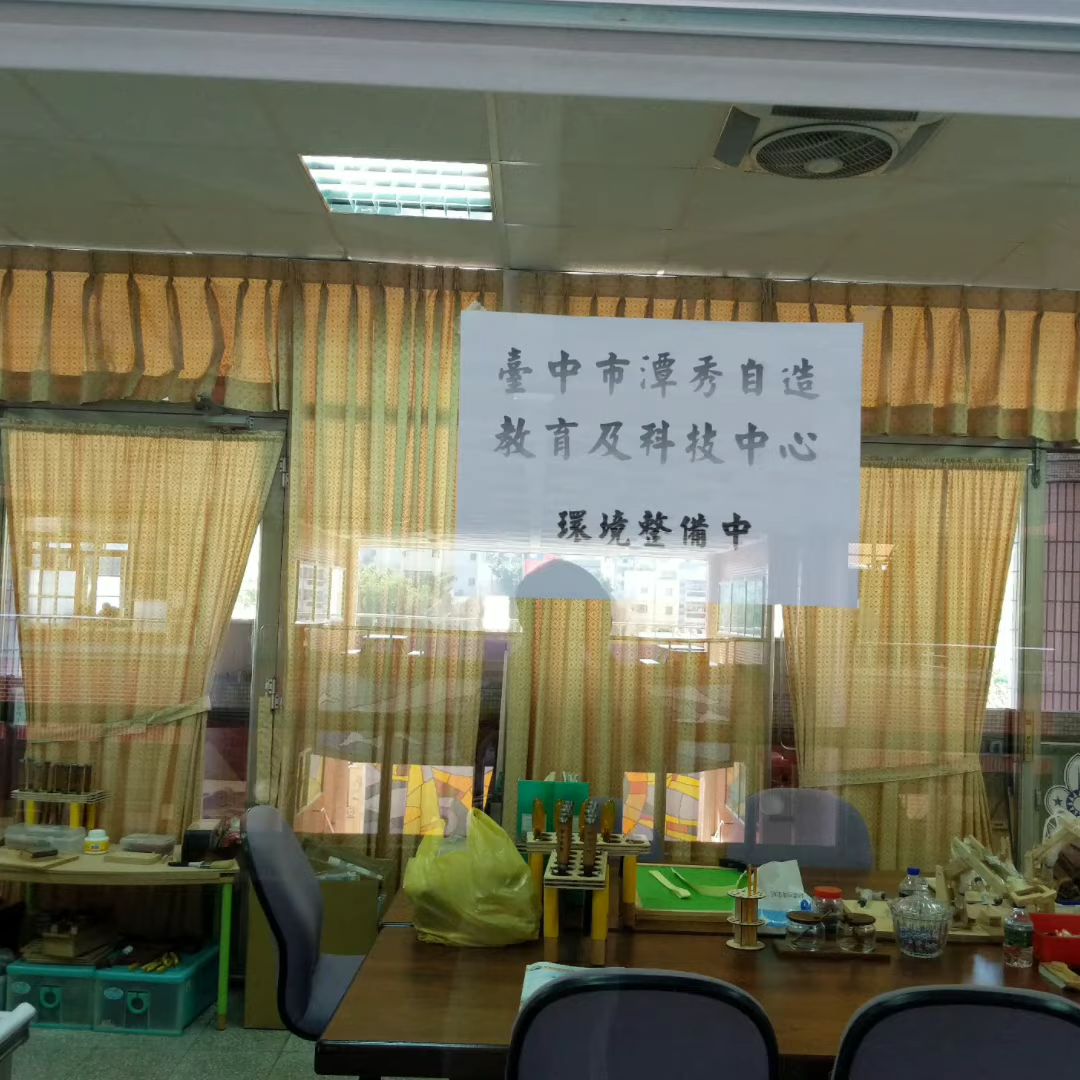 臺中市潭秀自造
教育及科技中心
環境整備中